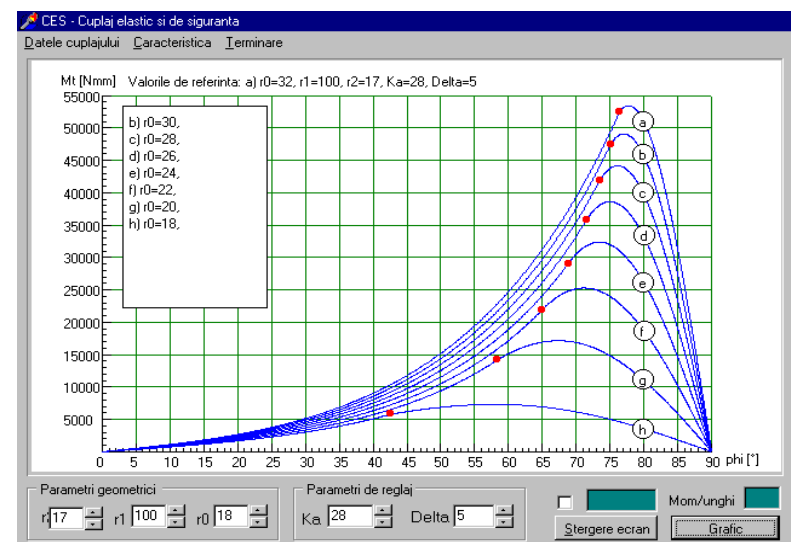 CES - Cuplaj elastic si de siguranta
Datele cuplajului Caracteristica Terminare
Mt [Nmm] Valorile de referinta: a) r0=32, r1=100, r2=17, Ka=28, Delta=5
55000
50000
45000
40000
35000
30000
25000
20000
15000
10000
5000
b) r0=30,
c) r0=28,
d) r0=26,
e) r0=24,
f) r0=22,
g) r0=20,
h) r0=18,
a
b
c
d
e
f
g
h
0 5 10 15 20 25 30 35 40 45 50 55 60 65 70 75 80 85 90 phi [°]
Parametri geometrici
17 r1 100 r0 18
Parametri de reglaj
Ka 28 Delta 5
Mom/unghi
Stergere ecran Grafic